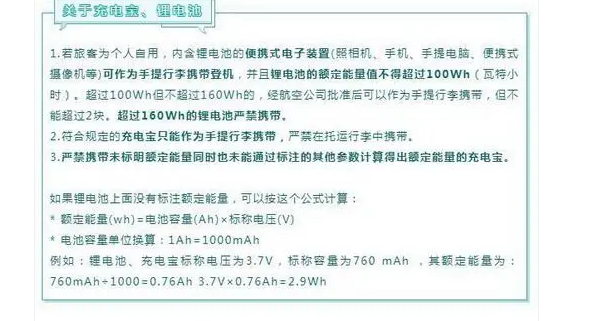 关于充电宝、锂电池
1.若旅客为个人自用，内含锂电池的便携式电子装置(照相机、手机、手提电脑、便携式
摄像机等)可作为手提行李携带登机，并且锂电池的额定能量值不得超过100Wh（瓦特小
时）。超过100Wh但不超过160Wh的，经航空公司批准后可以作为手提行李携带，但不
能超过2块。超过160Wh的锂电池严禁携带。
2.符合规定的充电宝只能作为手提行李携带，严禁在托运行李中携带。
3.严禁携带未标明额定能量同时也未能通过标注的其他参数计算得出额定能量的充电宝。
如果锂电池上面没有标注额定能量，可以按这个公式计算：
* 额定能量(wh)=电池容量(Ah)×标称电压(V)
* 电池容量单位换算：1Ah=1000mAh
例如：锂电池、充电宝标称电压为3.7V，标称容量为760 mAh ，其额定能量为：
760mAh÷1000=0.76Ah 3.7V×0.76Ah=2.9Wh